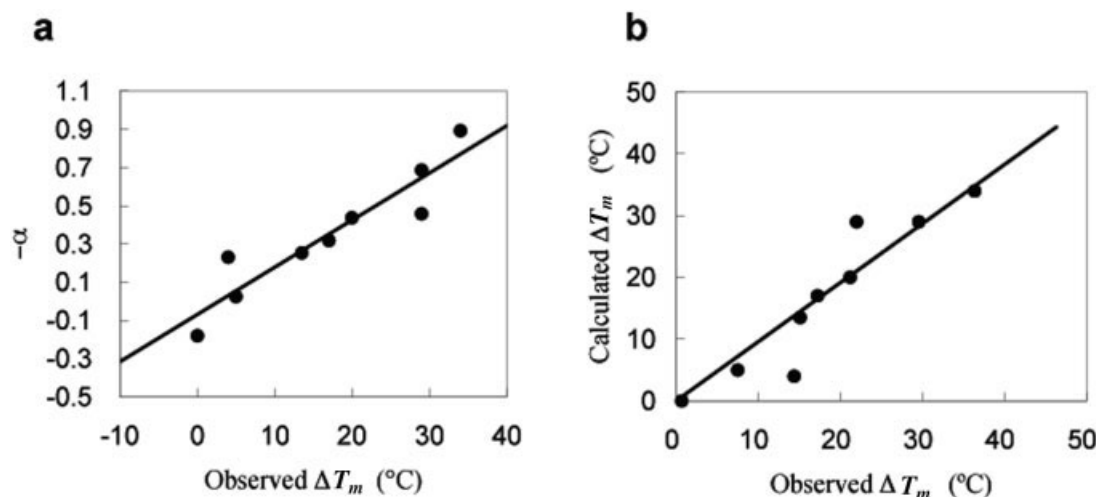 a
1.1
0.9
0.7
0.5
0.3
0.1
-0.1
-0.3
-0.5
−α
-10 0 10 20 30 40
Observed ΔTm (°C)
b
50
40
30
20
10
0
Calculated ΔTm (ºC)
0 10 20 30 40 50
Observed ΔTm (ºC)